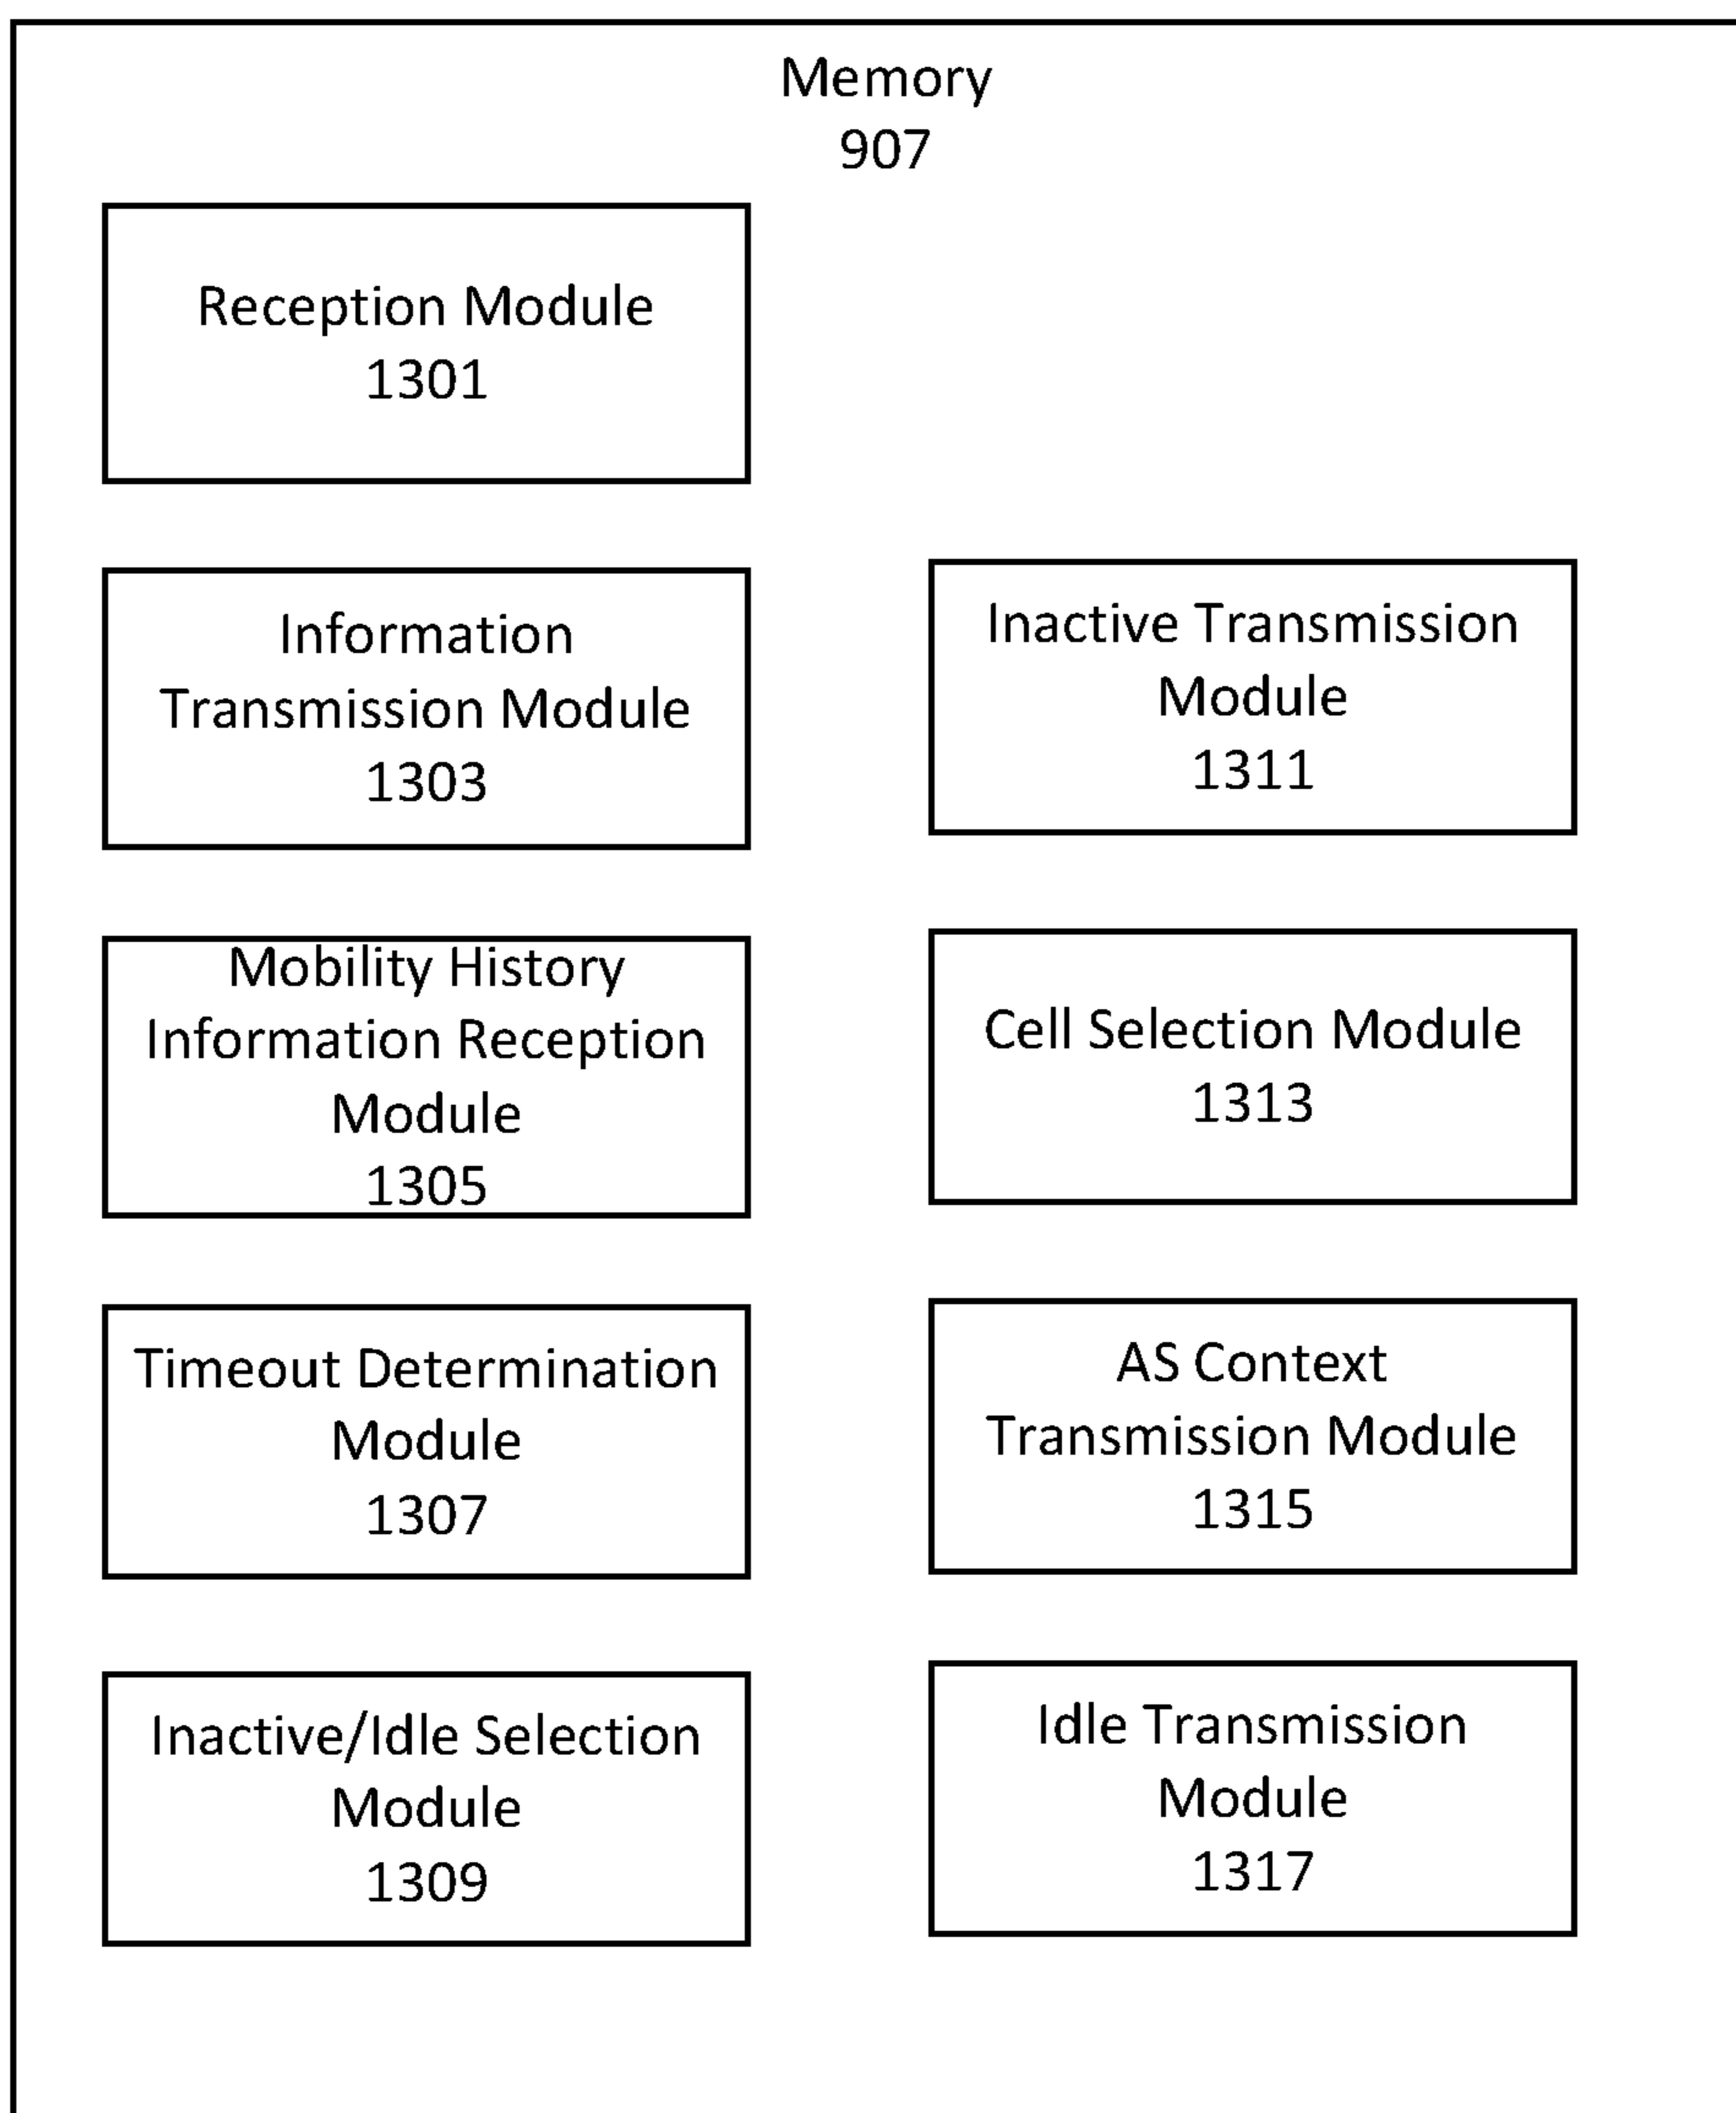 Memory
907
Reception Module
1301
Information
Transmission Module
1303
Mobility History
Information Reception
Module
1305
Timeout Determination
Module
1307
Inactive/Idle Selection
Module
1309
Inactive Transmission
Module
1311
Cell Selection Module
1313
AS Context
Transmission Module
1315
Idle Transmission
Module
1317